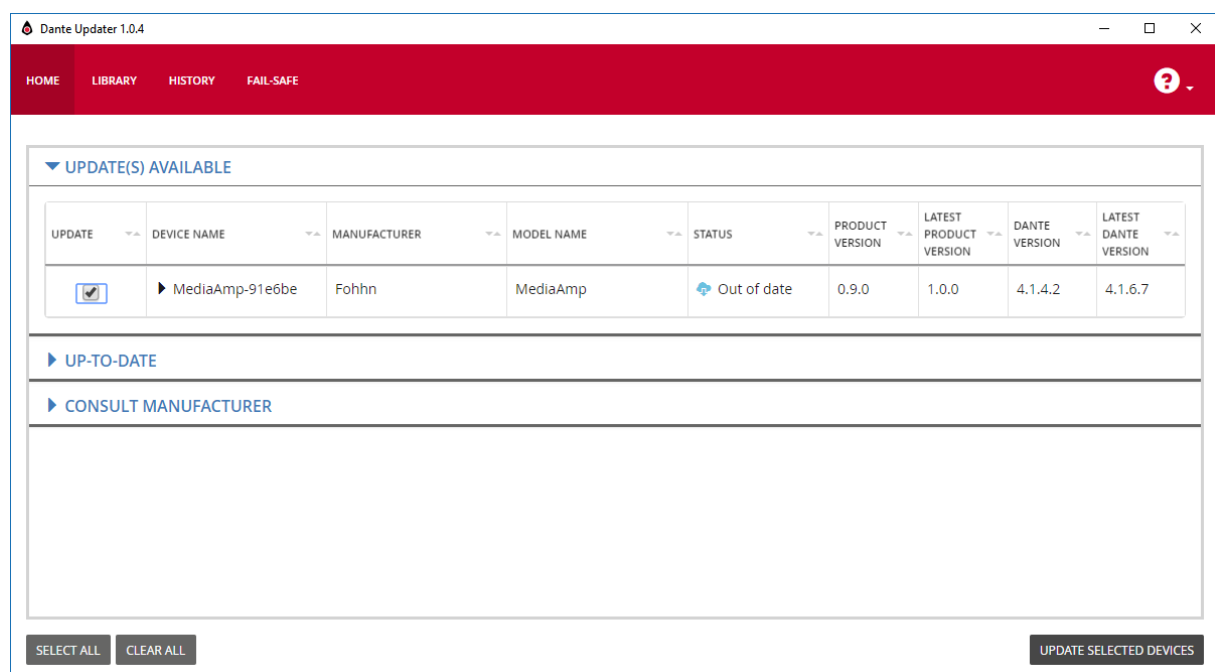 Dante Updater 1.0.4
HOME LIBRARY HISTORY FAIL-SAFE ?
UPDATE(S) AVAILABLE
UPDATE DEVICE NAME MANUFACTURER MODEL NAME STATUS PRODUCT VERSION LATEST PRODUCT VERSION DANTE VERSION LATEST DANTE VERSION
MediaAmp-91e6be Fohhn MediaAmp Out of date 0.9.0 1.0.0 4.1.4.2 4.1.6.7
UP-TO-DATE
CONSULT MANUFACTURER
SELECT ALL CLEAR ALL UPDATE SELECTED DEVICES